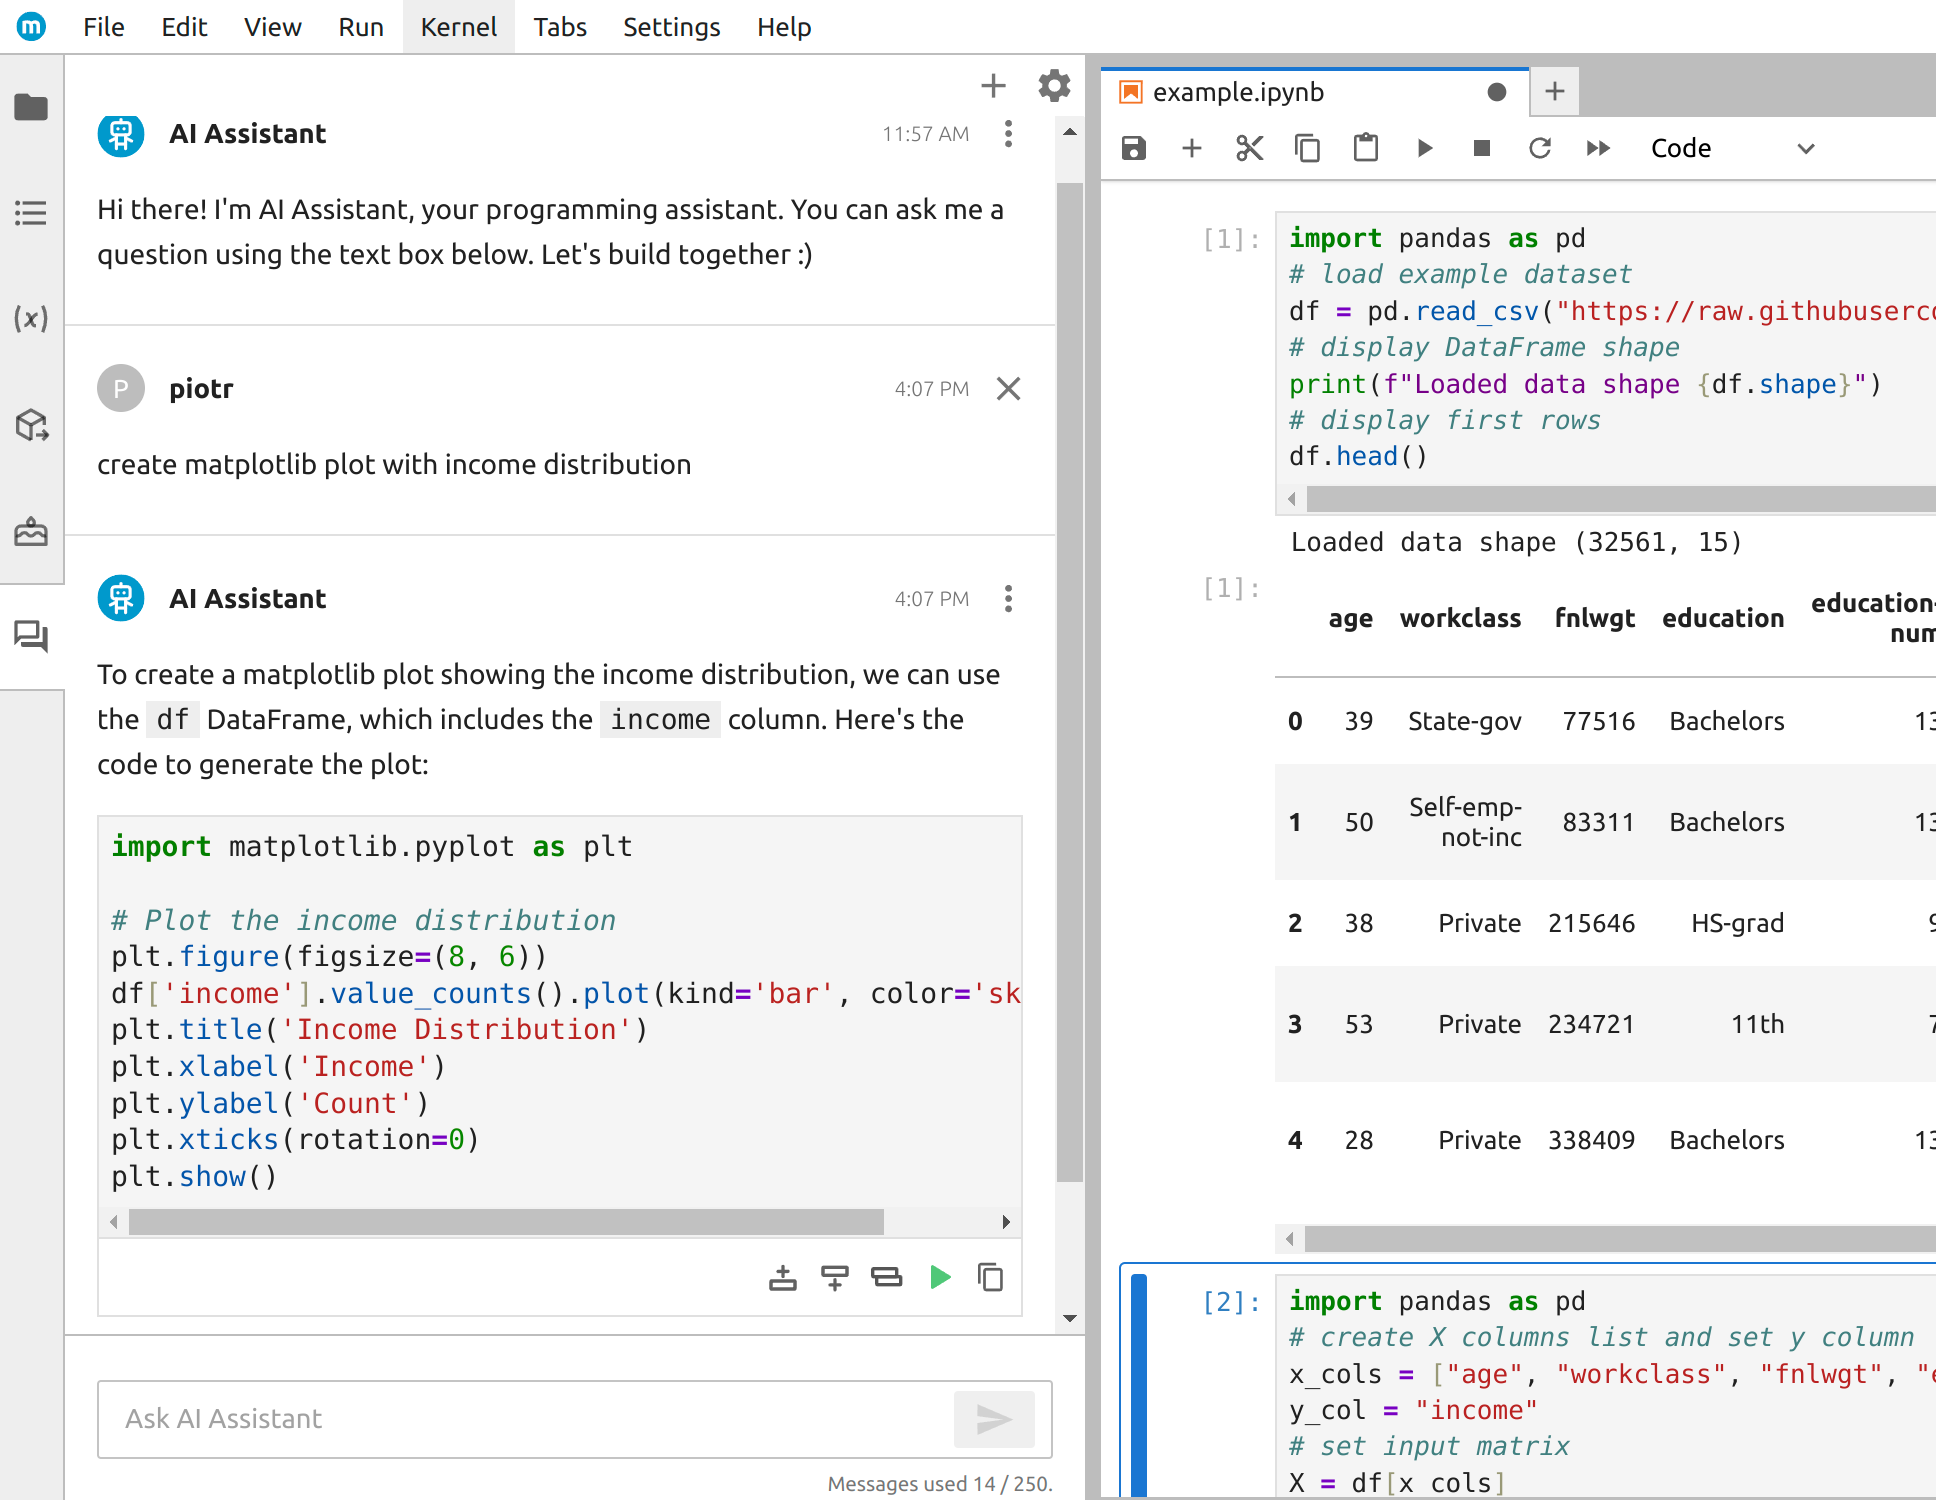 m File Edit View Run Kernel Tabs Settings Help
AI Assistant 11:57 AM
Hi there! I'm AI Assistant, your programming assistant. You can ask me a
question using the text box below. Let's build together :)
P piotr 4:07 PM
create matplotlib plot with income distribution
AI Assistant 4:07 PM
To create a matplotlib plot showing the income distribution, we can use
the df DataFrame, which includes the income column. Here's the
code to generate the plot:
import matplotlib.pyplot as plt
# Plot the income distribution
plt.figure(figsize=(8, 6))
df['income'].value_counts().plot(kind='bar', color='sk
plt.title('Income Distribution')
plt.xlabel('Income')
plt.ylabel('Count')
plt.xticks(rotation=0)
plt.show()
Ask AI Assistant
Messages used 14 / 250.
(x)
example.ipynb
Code
[1]:
import pandas as pd
# load example dataset
df = pd.read_csv("https://raw.githubuserc
# display DataFrame shape
print(f"Loaded data shape {df.shape}")
# display first rows
df.head()
Loaded data shape (32561, 15)
[1]:
age workclass fnlwgt education education-
num
0 39 State-gov 77516 Bachelors 13
1 50 Self-emp-
not-inc 83311 Bachelors 13
2 38 Private 215646 HS-grad 9
3 53 Private 234721 11th 7
4 28 Private 338409 Bachelors 13
[2]:
import pandas as pd
# create X columns list and set y column
x_cols = ["age", "workclass", "fnlwgt", "e
y_col = "income"
# set input matrix
X = df[x_cols]